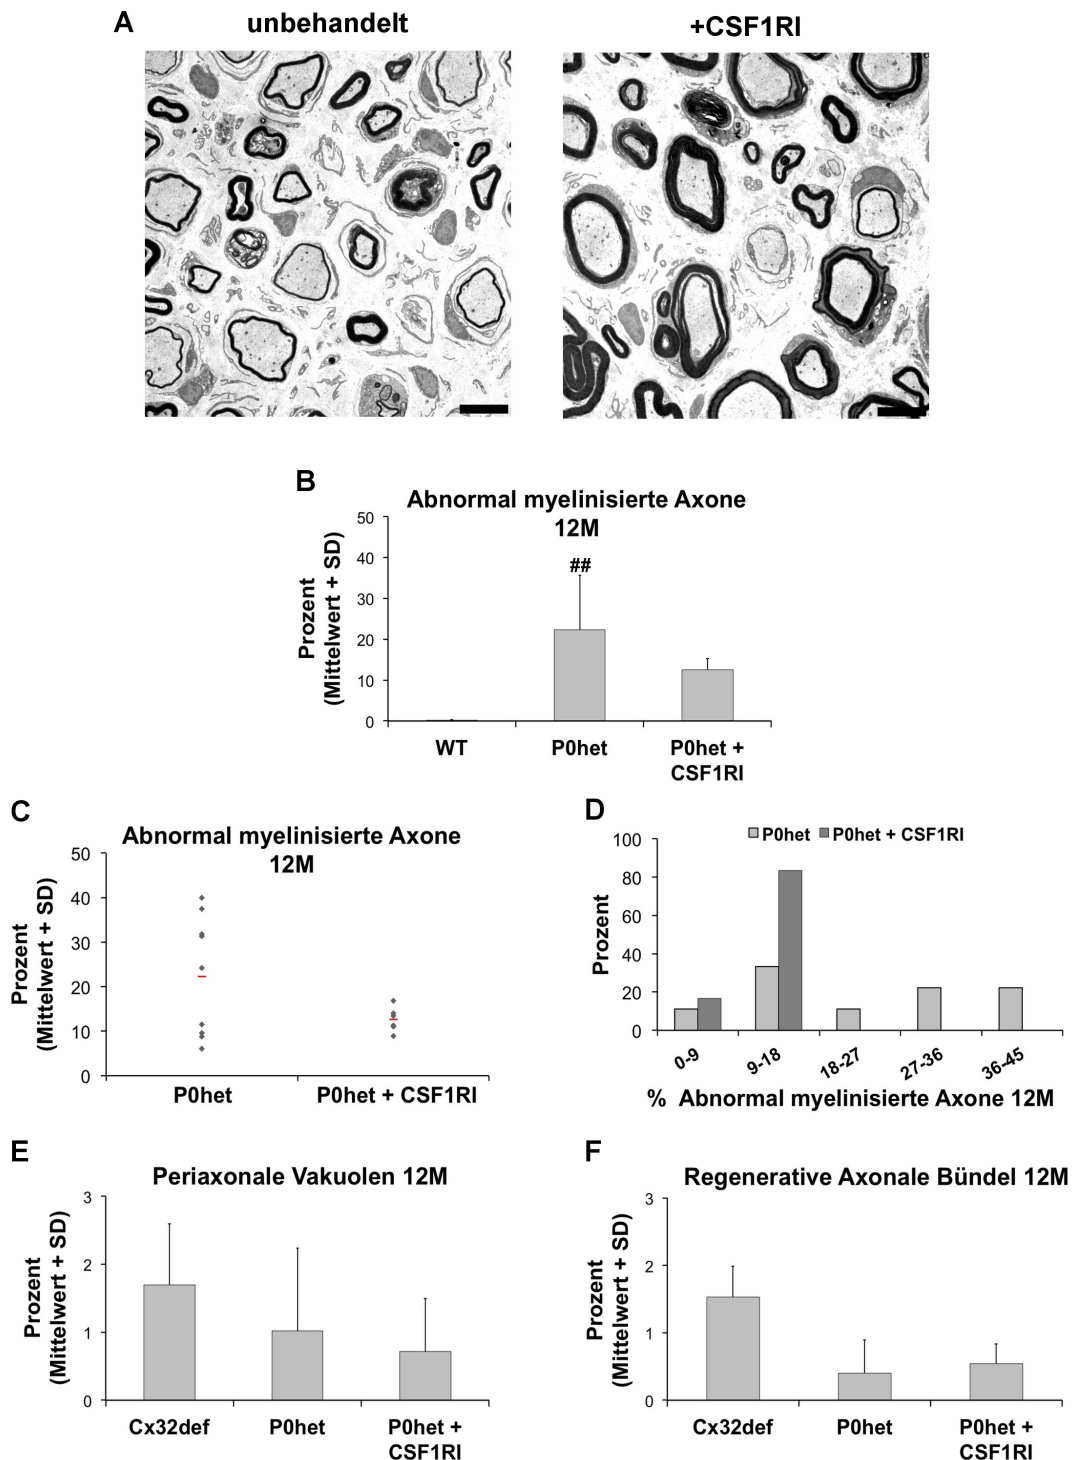 A
unbehandelt
+CSF1RI
B
Abnormal myelinisierte Axone
12M
Prozent
(Mittelwert + SD)
50
40
30
20
10
0
##
WT
P0het
P0het +
CSF1RI
C
Abnormal myelinisierte Axone
12M
Prozent
(Mittelwert + SD)
50
40
30
20
10
0
P0het
P0het + CSF1RI
D
P0het
P0het + CSF1RI
Prozent
100
80
60
40
20
0
0-9
9-18
18-27
27-36
36-45
% Abnormal myelinisierte Axone 12M
E
Periaxonale Vakuolen 12M
Prozent
(Mittelwert + SD)
3
2
1
0
Cx32def
P0het
P0het +
CSF1RI
F
Regenerative Axonale Bündel 12M
Prozent
(Mittelwert + SD)
3
2
1
0
Cx32def
P0het
P0het +
CSF1RI